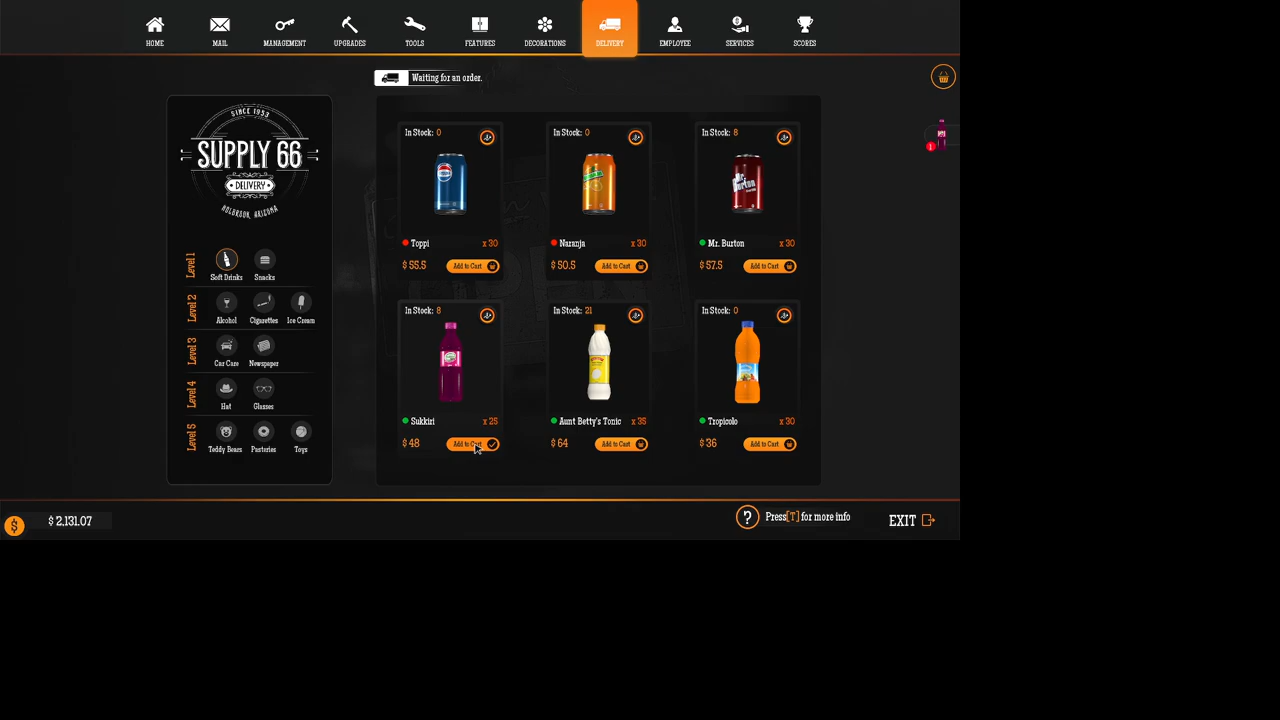 HOME MAIL MANAGEMENT UPGRADES TOOLS FEATURES DECORATIONS DELIVERY EMPLOYEE SERVICES SCORES
Waiting for an order.
SINCE 1953
SUPPLY 66
DELIVERY
HOLBROOK, ARIZONA
Level 1
Soft Drinks Snacks
Level 2
Alcohol Cigarettes Ice Cream
Level 3
Car Care Newspaper
Level 4
Hat Glasses
Level 5
Teddy Bears Pasteries Toys
In Stock: 0 In Stock: 0 In Stock: 8
Mr. Burton
Toppi x 30 Naranja x 30 Mr. Burton x 30
$ 55.5 Add to Cart $ 50.5 Add to Cart $ 57.5 Add to Cart
In Stock: 8 In Stock: 21 In Stock: 0
Sukkiri x 25 Aunt Betty's Tonic x 35 Tropicolo x 30
$ 48 Add to Cart $ 64 Add to Cart $ 36 Add to Cart
1
$ $ 2,131.07
? Press[T] for more info
EXIT